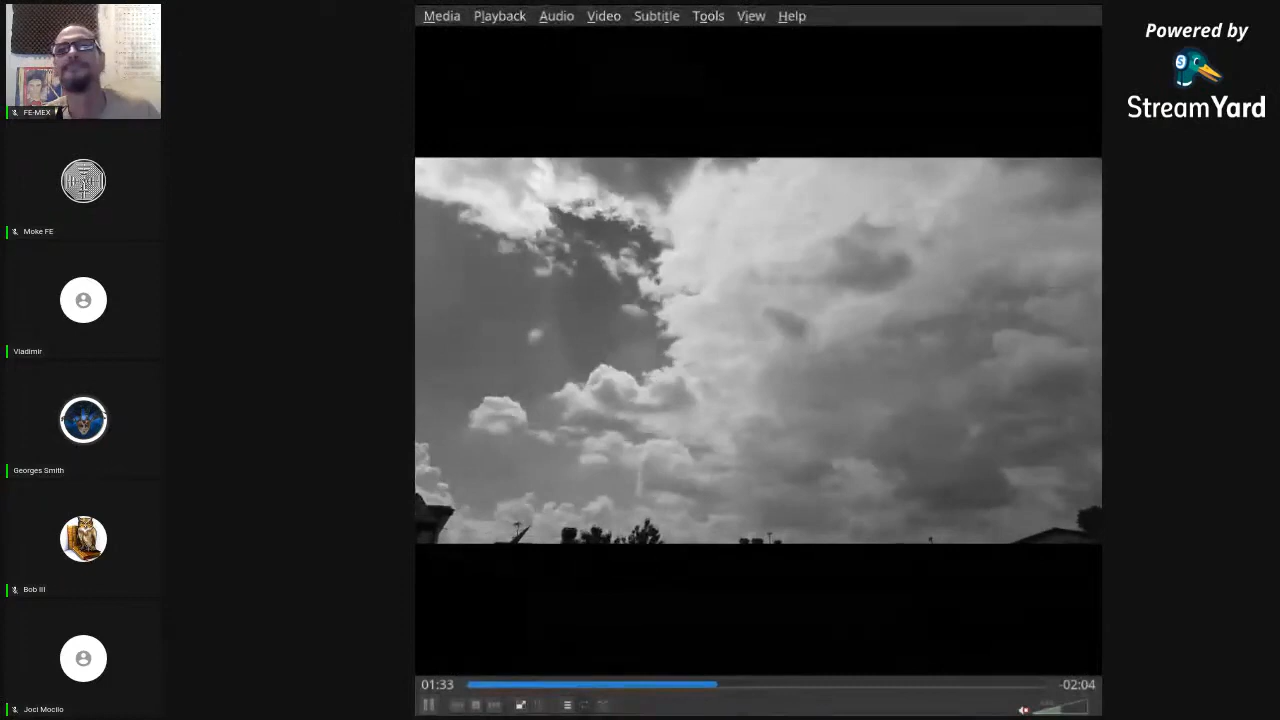 Media Playback Audio Video Subtitle Tools View Help
Powered by
StreamYard
FE-MEX
Moke FE
Vladimir
Georges Smith
Bob III
Joci Mocilo
01:33
-02:04